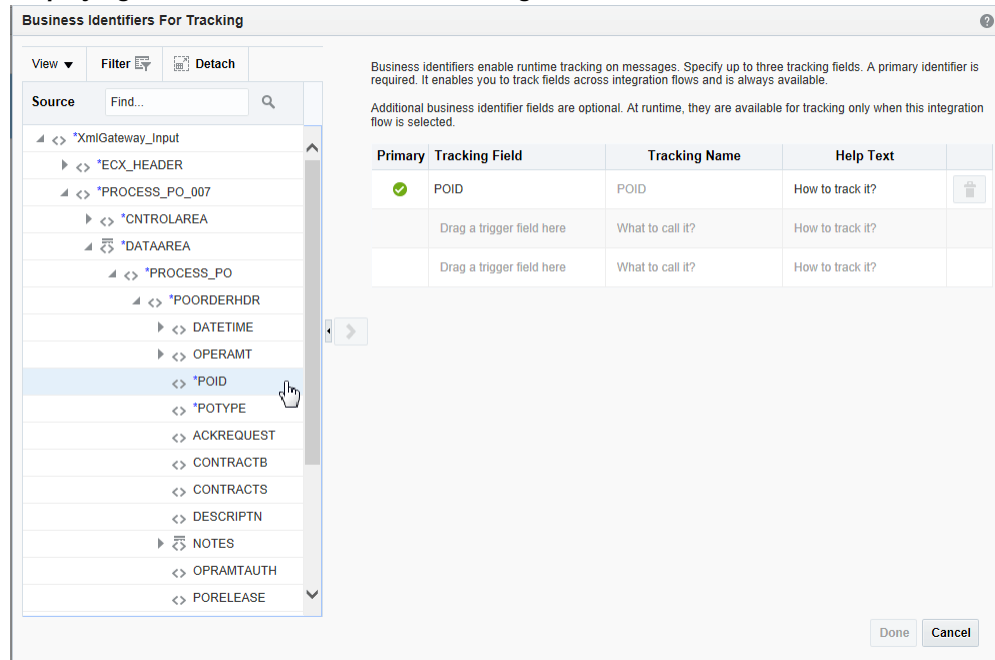 Business Identifiers For Tracking
View
Filter
Detach
Source
Find...
*XmlGateway_Input
*ECX_HEADER
*PROCESS_PO_007
*CNTROLAREA
*DATAAREA
*PROCESS_PO
*POORDERHDR
DATETIME
OPERAMT
*POID
*POTYPE
ACKREQUEST
CONTRACTB
CONTRACTS
DESCRIPTN
NOTES
OPRAMTAUTH
PORELEASE
Business identifiers enable runtime tracking on messages. Specify up to three tracking fields. A primary identifier is
required. It enables you to track fields across integration flows and is always available.
Additional business identifier fields are optional. At runtime, they are available for tracking only when this integration
flow is selected.
Primary Tracking Field Tracking Name Help Text
POID POID How to track it?
Drag a trigger field here What to call it? How to track it?
Drag a trigger field here What to call it? How to track it?
Done Cancel